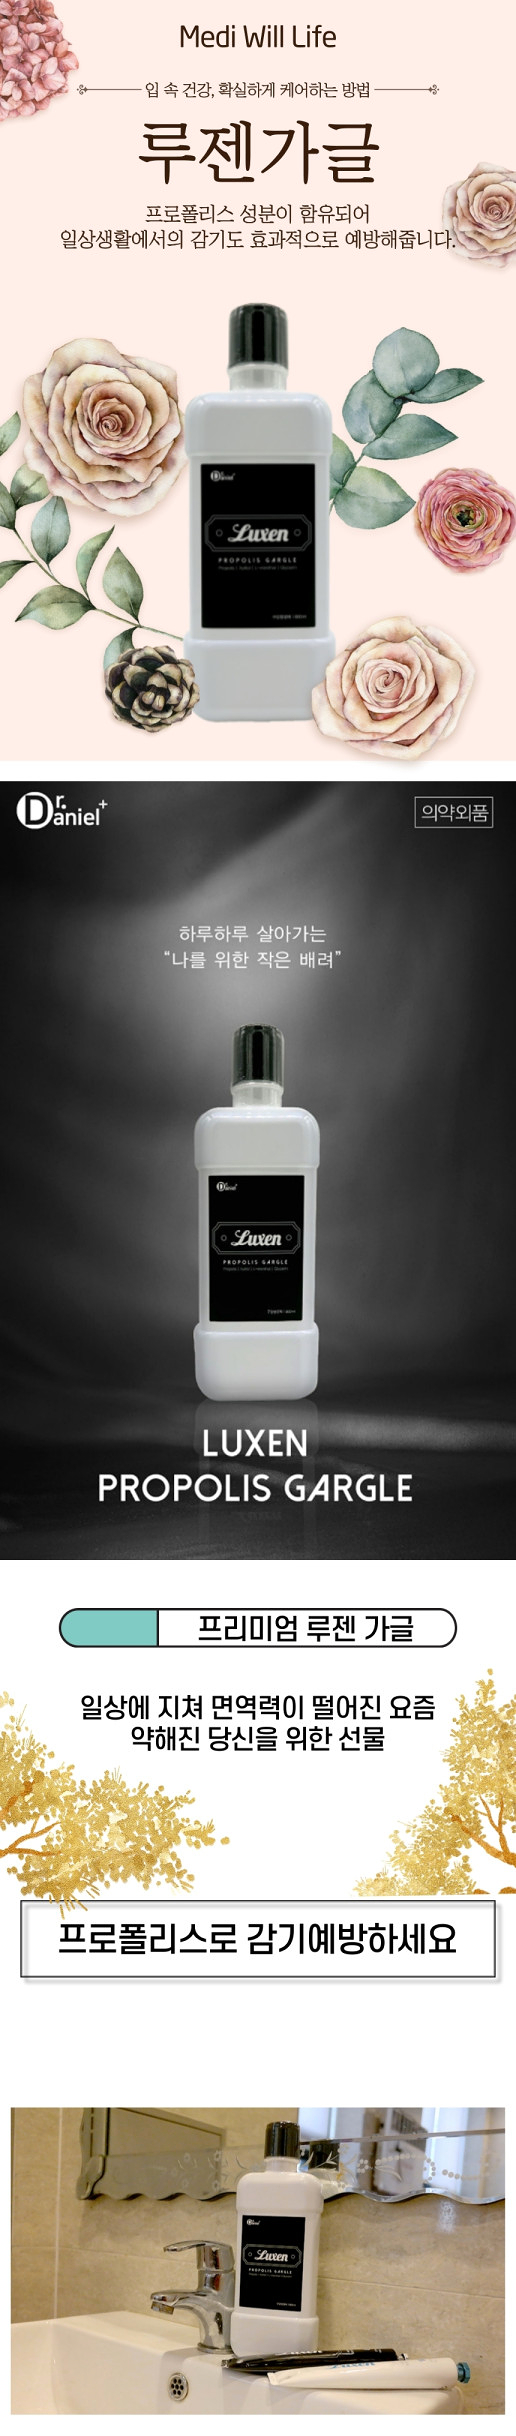 Medi Will Life
입 속 건강, 확실하게 케어하는 방법
루젠가글
프로폴리스 성분이 함유되어
일상생활에서의 감기도 효과적으로 예방해줍니다.
Dr.Daniel+
Luxen
PROPOLIS GARGLE
Dr.Daniel+
의약외품
하루하루 살아가는
“나를 위한 작은 배려”
Dr.Daniel+
Luxen
PROPOLIS GARGLE
LUXEN
PROPOLIS GARGLE
프리미엄 루젠 가글
일상에 지쳐 면역력이 떨어진 요즘
약해진 당신을 위한 선물
프로폴리스로 감기예방하세요
Luxen
PROPOLIS GARGLE
Luxen